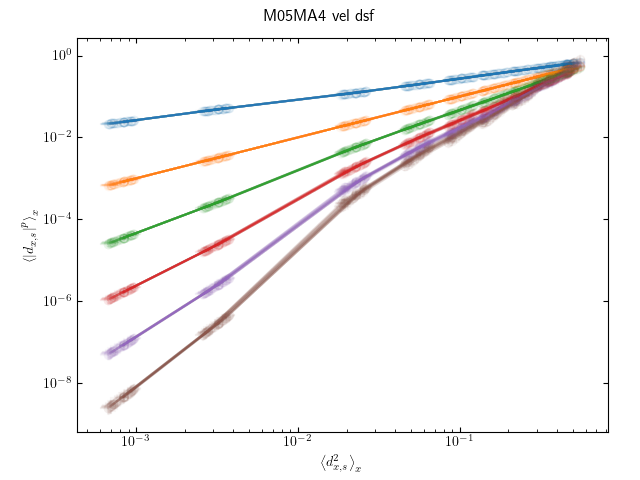 M05MA4 vel dsf
⟨|d_{x,s}|^p⟩_x
10^0
10^{-2}
10^{-4}
10^{-6}
10^{-8}
10^{-3}
10^{-2}
10^{-1}
⟨d^2_{x,s}⟩_x